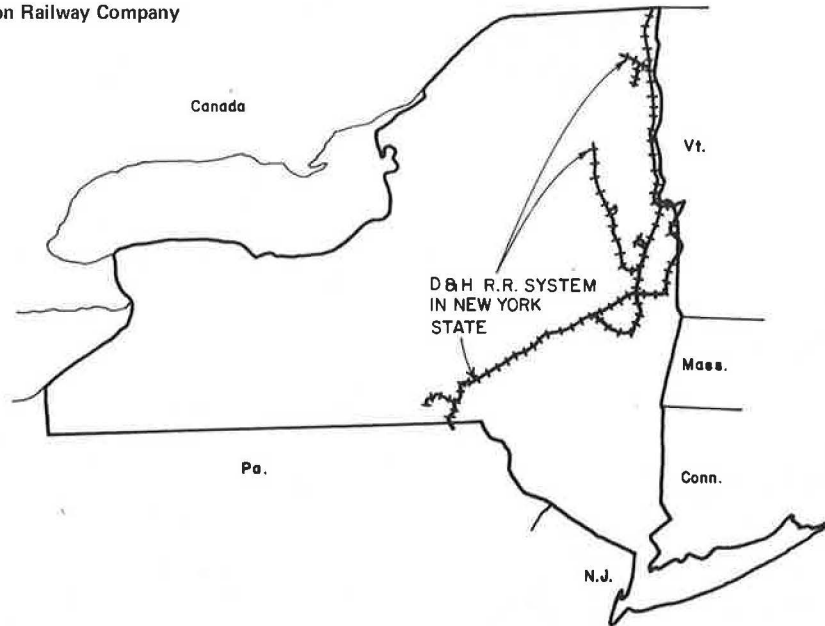 on Railway Company
Canada
Vt.
D&H R.R. SYSTEM
IN NEW YORK
STATE
Mass.
Pa.
Conn.
N.J.